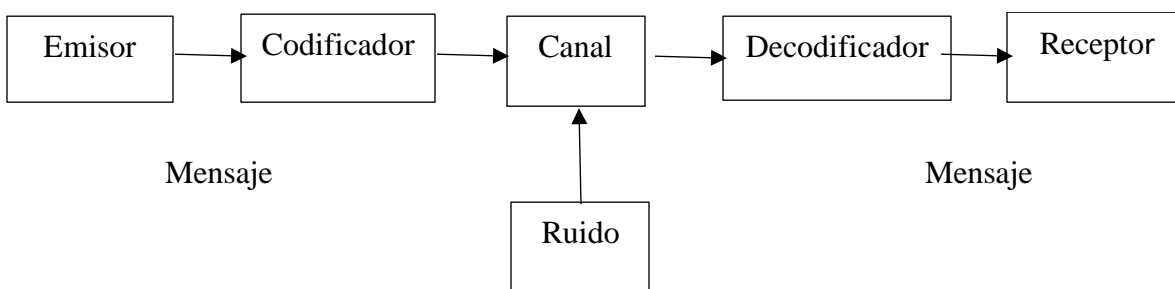 Emisor
Codificador
Canal
Decodificador
Receptor
Mensaje
Mensaje
Ruido